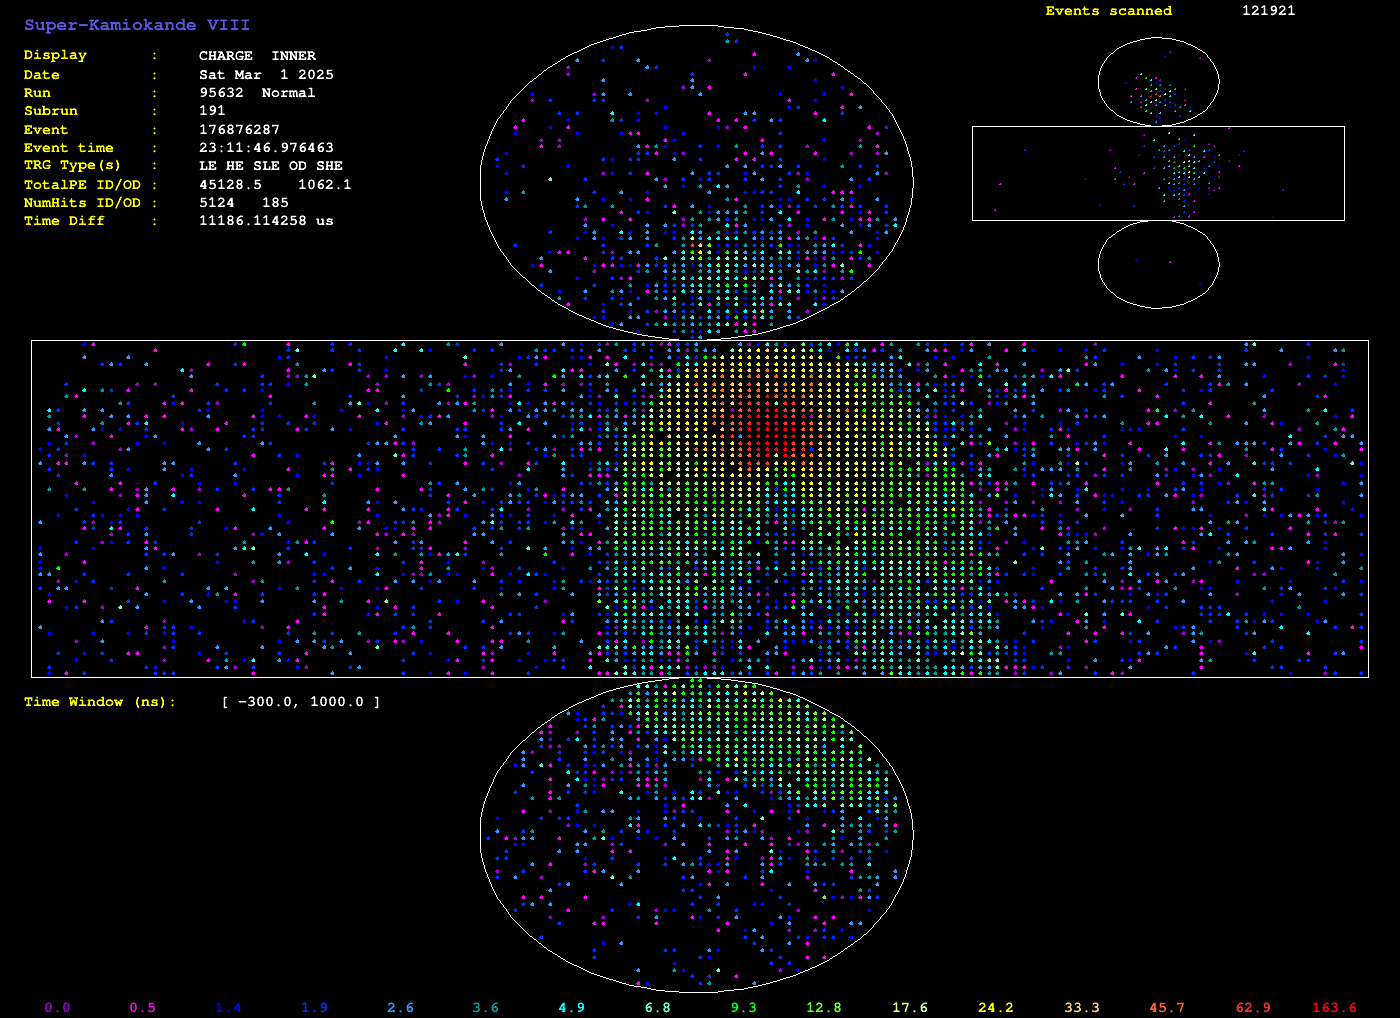 Super-Kamiokande VIII
Events scanned 121921
Display : CHARGE INNER
Date : Sat Mar 1 2025
Run : 95632 Normal
Subrun : 191
Event : 176876287
Event time : 23:11:46.976463
TRG Type(s) : LE HE SLE OD SHE
TotalPE ID/OD : 45128.5 1062.1
NumHits ID/OD : 5124 185
Time Diff : 11186.114258 us
Time Window (ns): [ -300.0, 1000.0 ]
0.0 0.5 1.4 1.9 2.6 3.6 4.9 6.8 9.3 12.8 17.6 24.2 33.3 45.7 62.9 163.6